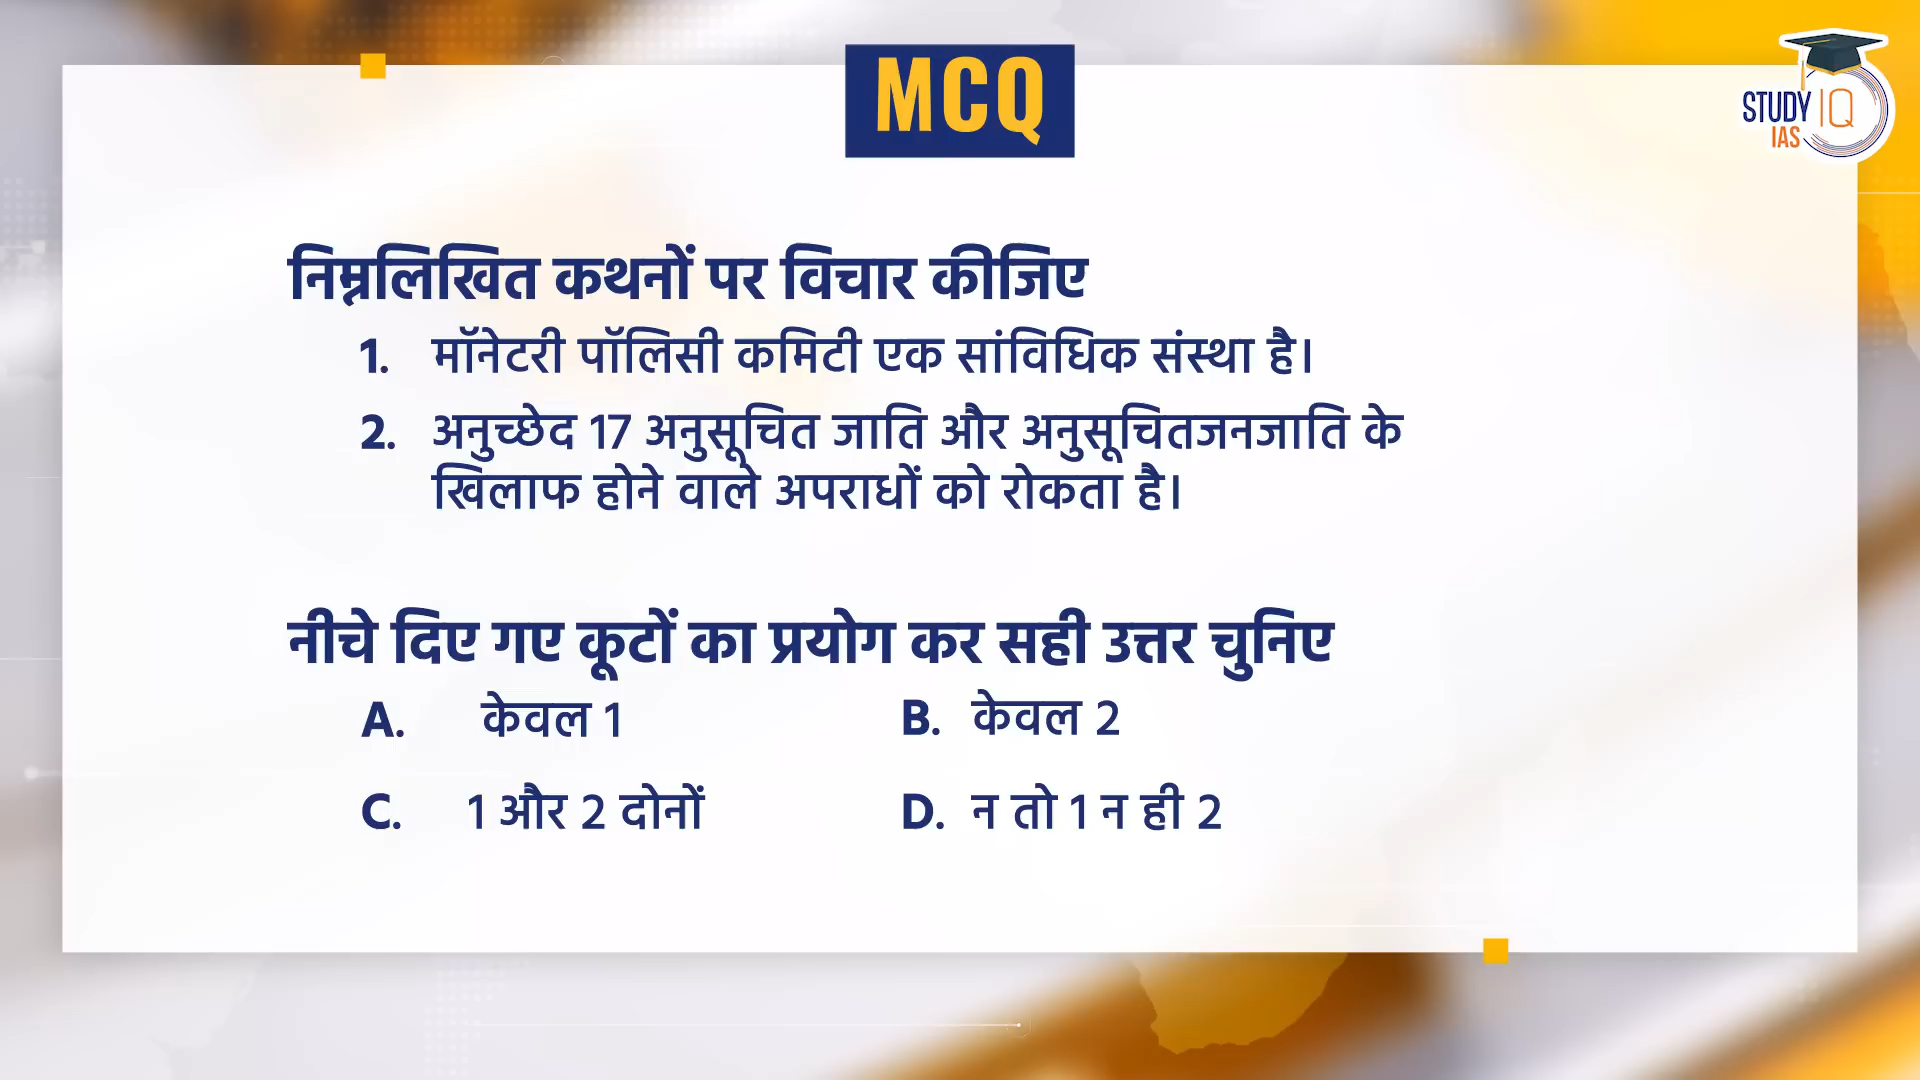 MCQ
STUDY IQ
IAS
निम्नलिखित कथनों पर विचार कीजिए
1. मॉनेटरी पॉलिसी कमिटी एक सांविधिक संस्था है।
2. अनुच्छेद 17 अनुसूचित जाति और अनुसूचितजनजाति के
खिलाफ होने वाले अपराधों को रोकता है।
नीचे दिए गए कूटों का प्रयोग कर सही उत्तर चुनिए
A. केवल 1 B. केवल 2
C. 1 और 2 दोनों D. न तो 1 न ही 2